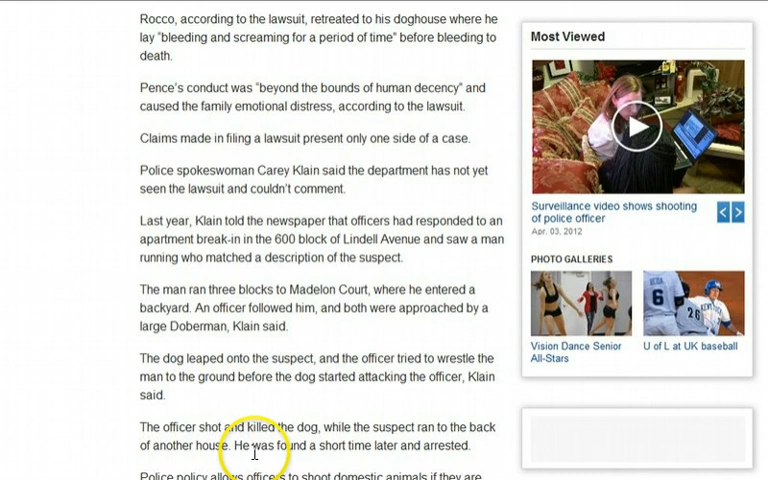 Rocco, according to the lawsuit, retreated to his doghouse where he
lay "bleeding and screaming for a period of time" before bleeding to
death.
Pence's conduct was "beyond the bounds of human decency" and
caused the family emotional distress, according to the lawsuit.
Claims made in filing a lawsuit present only one side of a case.
Police spokeswoman Carey Klain said the department has not yet
seen the lawsuit and couldn't comment.
Last year, Klain told the newspaper that officers had responded to an
apartment break-in in the 600 block of Lindell Avenue and saw a man
running who matched a description of the suspect.
The man ran three blocks to Madelon Court, where he entered a
backyard. An officer followed him, and both were approached by a
large Doberman, Klain said.
The dog leaped onto the suspect, and the officer tried to wrestle the
man to the ground before the dog started attacking the officer, Klain
said.
The officer shot and killed the dog, while the suspect ran to the back
of another house. He was found a short time later and arrested.
Police policy allows officers to shoot domestic animals if they are
Most Viewed
Surveillance video shows shooting
of police officer
Apr. 03, 2012
PHOTO GALLERIES
Vision Dance Senior
All-Stars
U of L at UK baseball
6
26